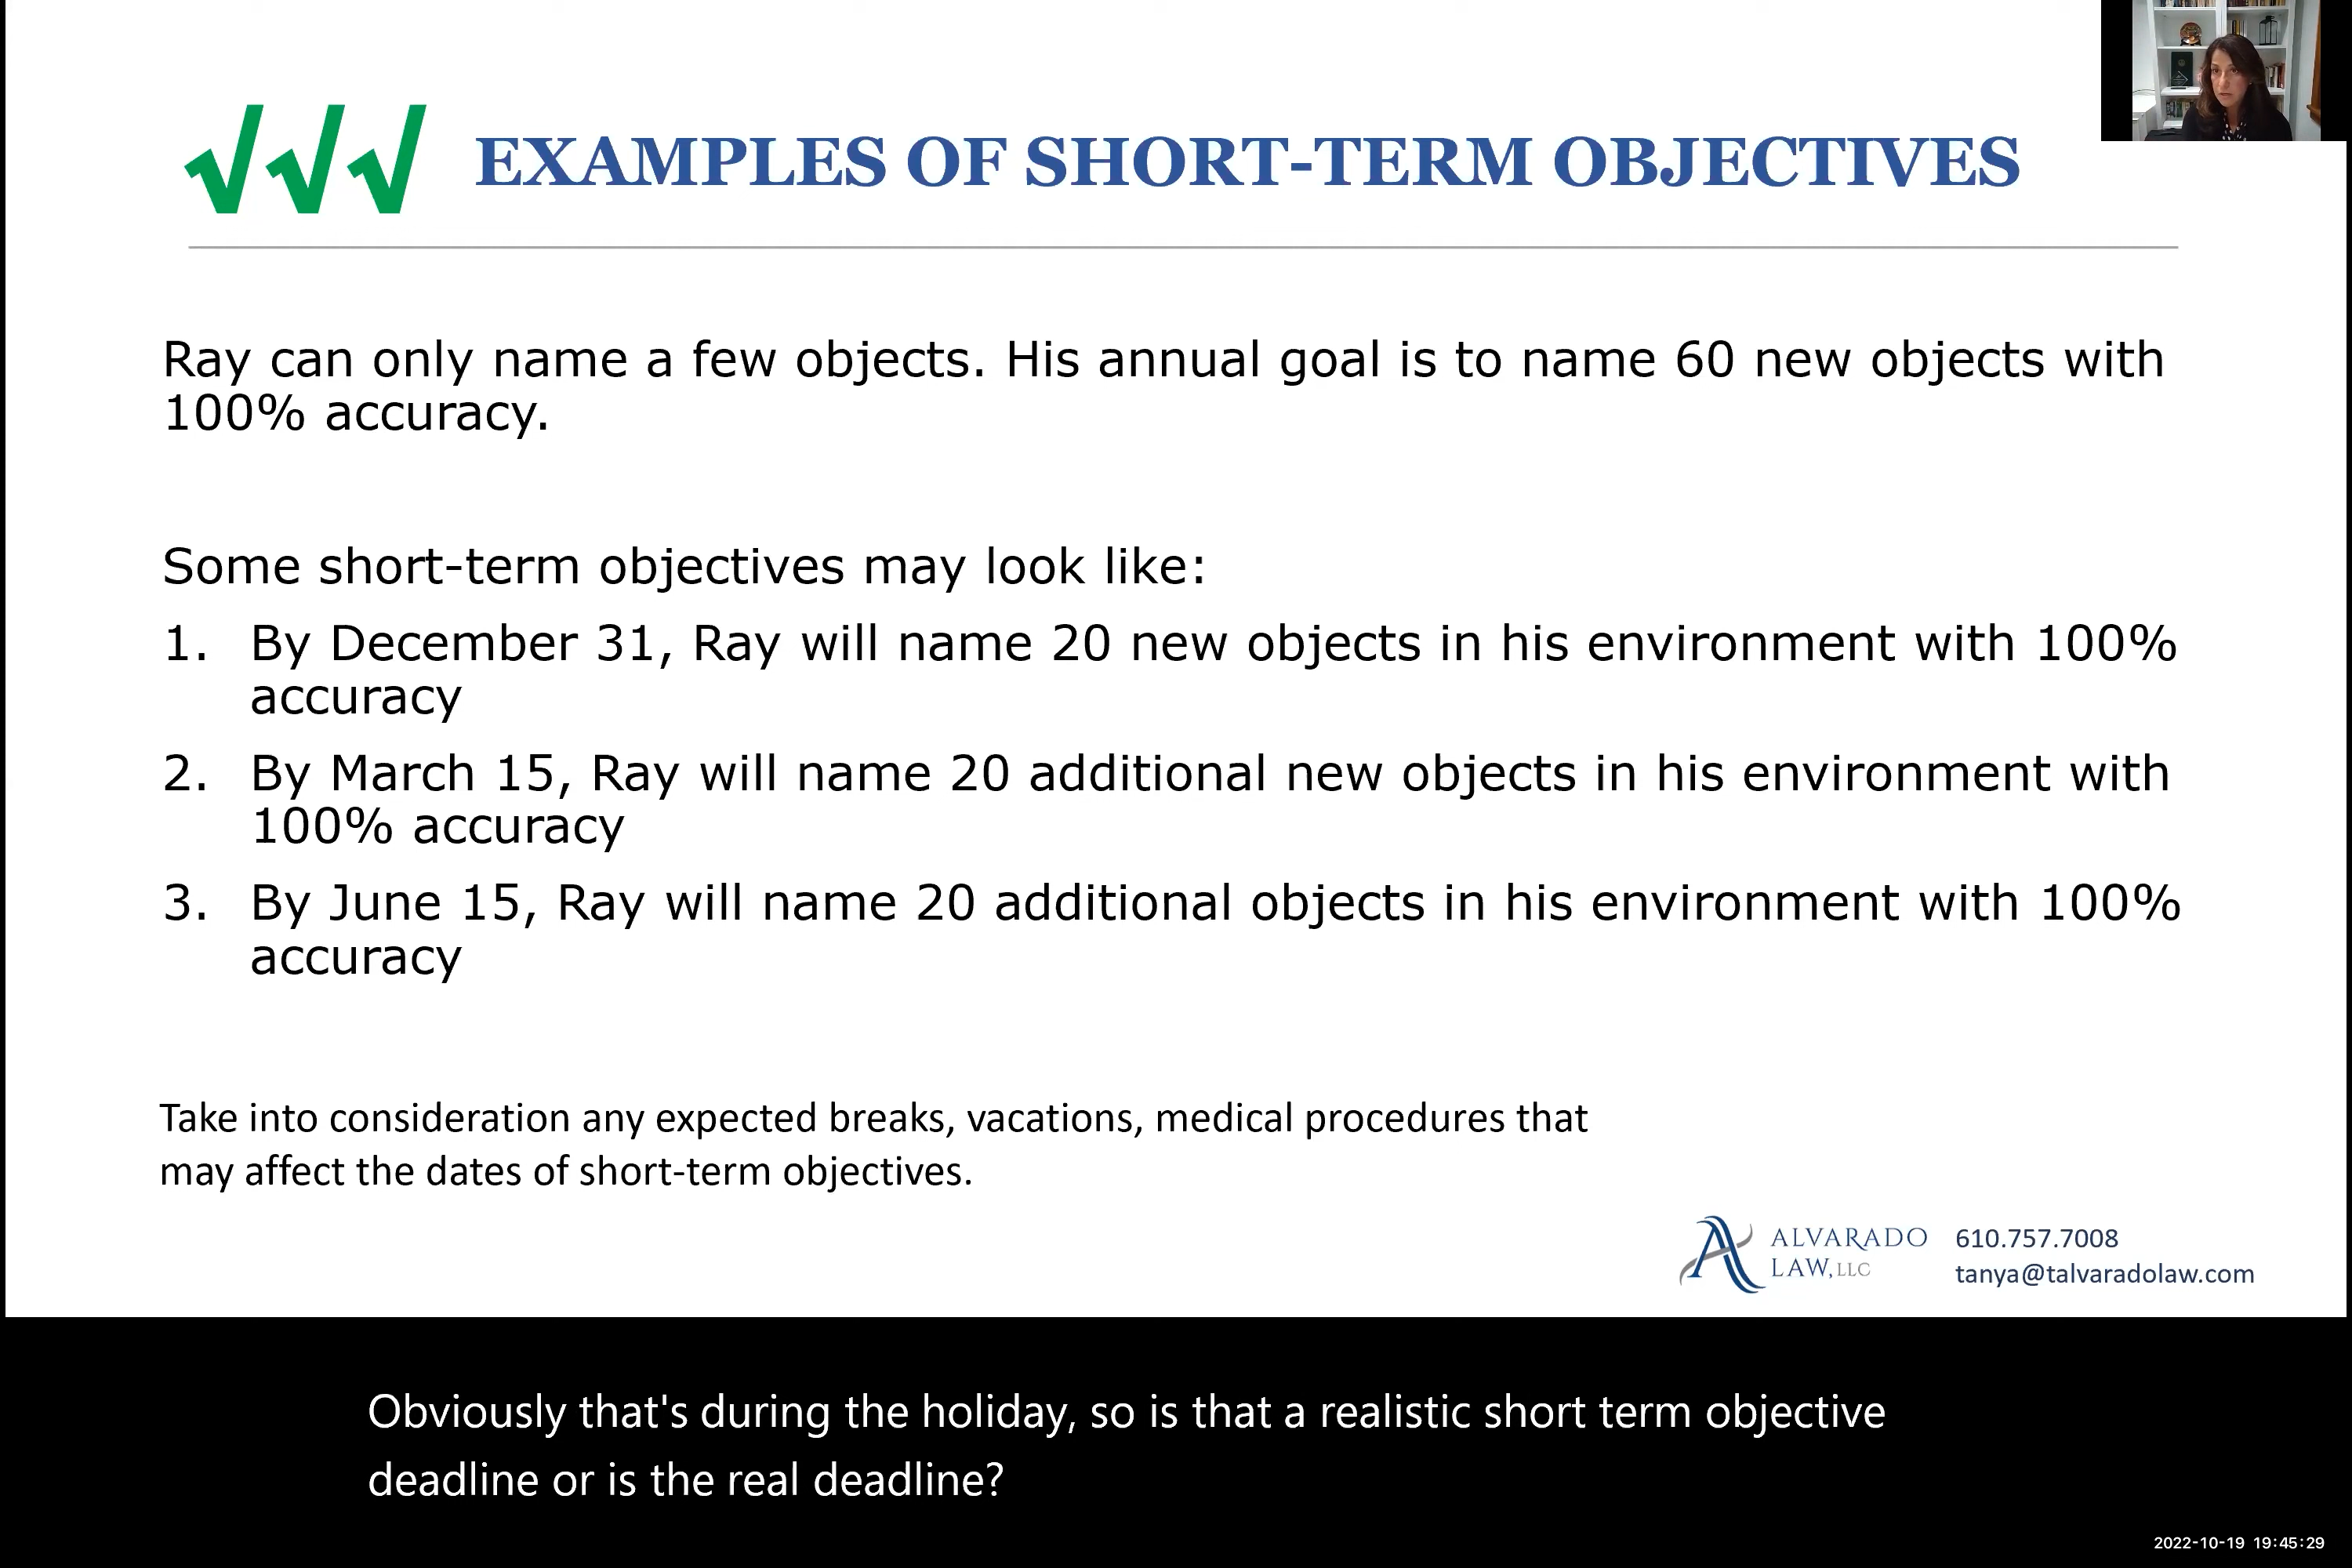 √√√ EXAMPLES OF SHORT-TERM OBJECTIVES
Ray can only name a few objects. His annual goal is to name 60 new objects with
100% accuracy.
Some short-term objectives may look like:
1. By December 31, Ray will name 20 new objects in his environment with 100%
accuracy
2. By March 15, Ray will name 20 additional new objects in his environment with
100% accuracy
3. By June 15, Ray will name 20 additional objects in his environment with 100%
accuracy
Take into consideration any expected breaks, vacations, medical procedures that
may affect the dates of short-term objectives.
ALVARADO
LAW, LLC
610.757.7008
tanya@talvaradolaw.com
Obviously that's during the holiday, so is that a realistic short term objective
deadline or is the real deadline?
2022-10-19 19:45:29